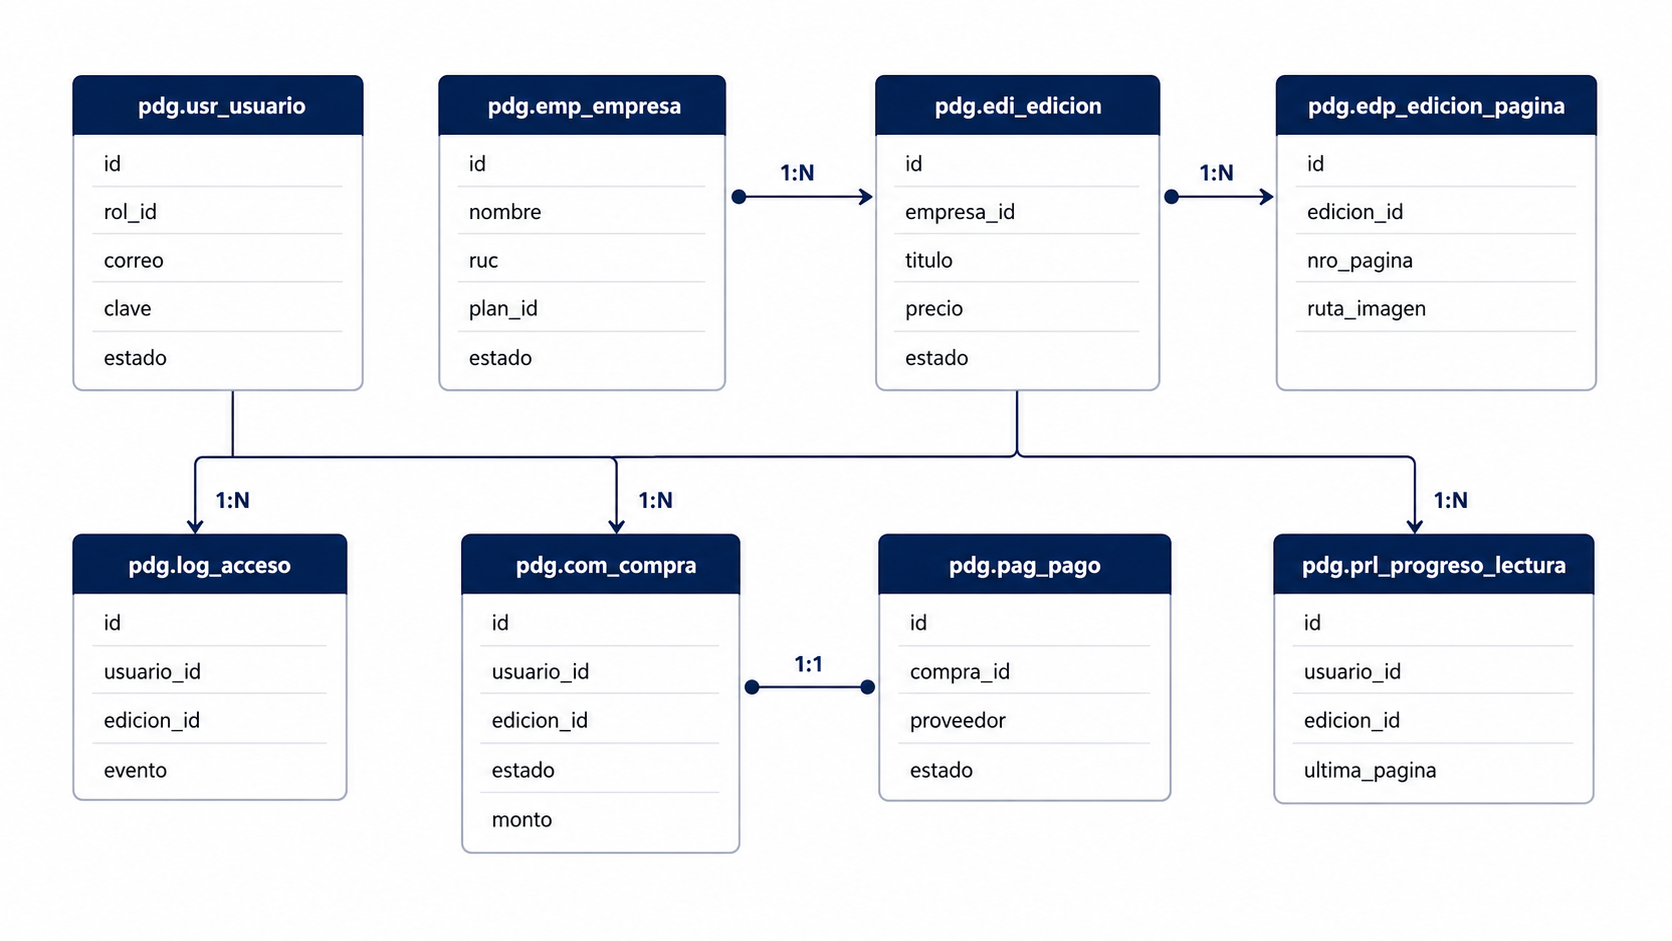 pdg.usr_usuario
id
rol_id
correo
clave
estado
pdg.emp_empresa
id
nombre
ruc
plan_id
estado
1:N
pdg.edi_edicion
id
empresa_id
titulo
precio
estado
1:N
pdg.edp_edicion_pagina
id
edicion_id
nro_pagina
ruta_imagen
1:N
1:N
1:N
pdg.log_acceso
id
usuario_id
edicion_id
evento
pdg.com_compra
id
usuario_id
edicion_id
estado
monto
1:1
pdg.pag_pago
id
compra_id
proveedor
estado
pdg.prl_progreso_lectura
id
usuario_id
edicion_id
ultima_pagina